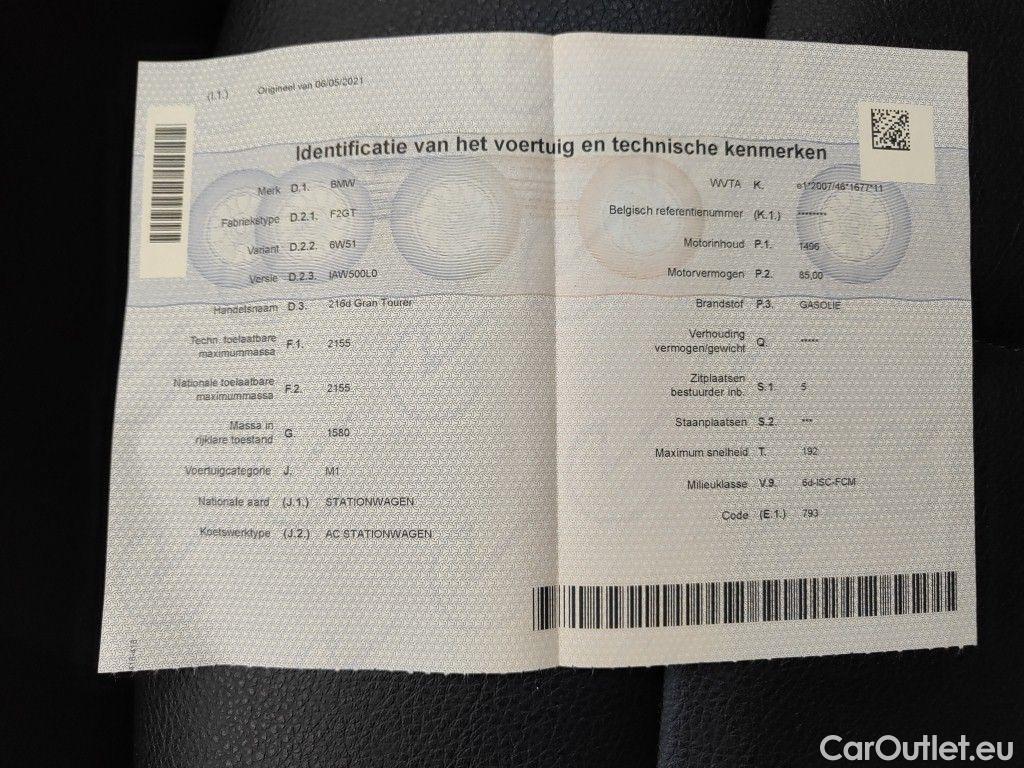 (I.1.) Origineel van 06/05/2021
Identificatie van het voertuig en technische kenmerken
Merk D.1. BMW
Fabriekstype D.2.1. F2GT
Variant D.2.2. 6W51
Versie D.2.3. IAW500L0
Handelsnaam D.3. 216d Gran Tourer
Techn. toelaatbare
maximummassa F.1. 2155
Nationale toelaatbare
maximummassa F.2. 2155
Massa in
rijklare toestand G. 1580
Voertuigcategorie J. M1
Nationale aard (J.1.) STATIONWAGEN
Koetswerktype (J.2.) AC STATIONWAGEN
WVTA K. e1*2007/46*1677*11
Belgisch referentienummer (K.1.) ********
Motorinhoud P.1. 1496
Motorvermogen P.2. 85,00
Brandstof P.3. GASOLIE
Verhouding
vermogen/gewicht Q. *****
Zitplaatsen
bestuurder inb. S.1. 5
Staanplaatsen S.2. ***
Maximum snelheid T. 192
Milieuklasse V.9. 6d-ISC-FCM
Code (E.1.) 793
CarOutlet.eu